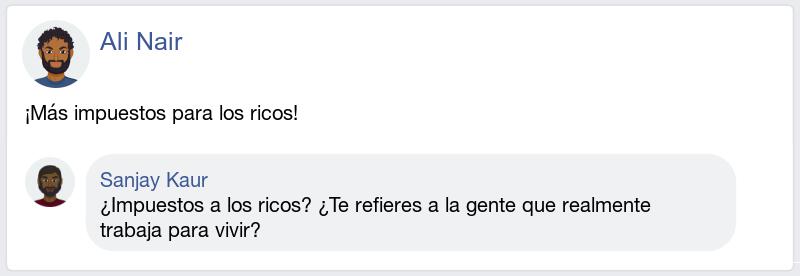 Ali Nair
¡Más impuestos para los ricos!
Sanjay Kaur
¿Impuestos a los ricos? ¿Te refieres a la gente que realmente
trabaja para vivir?